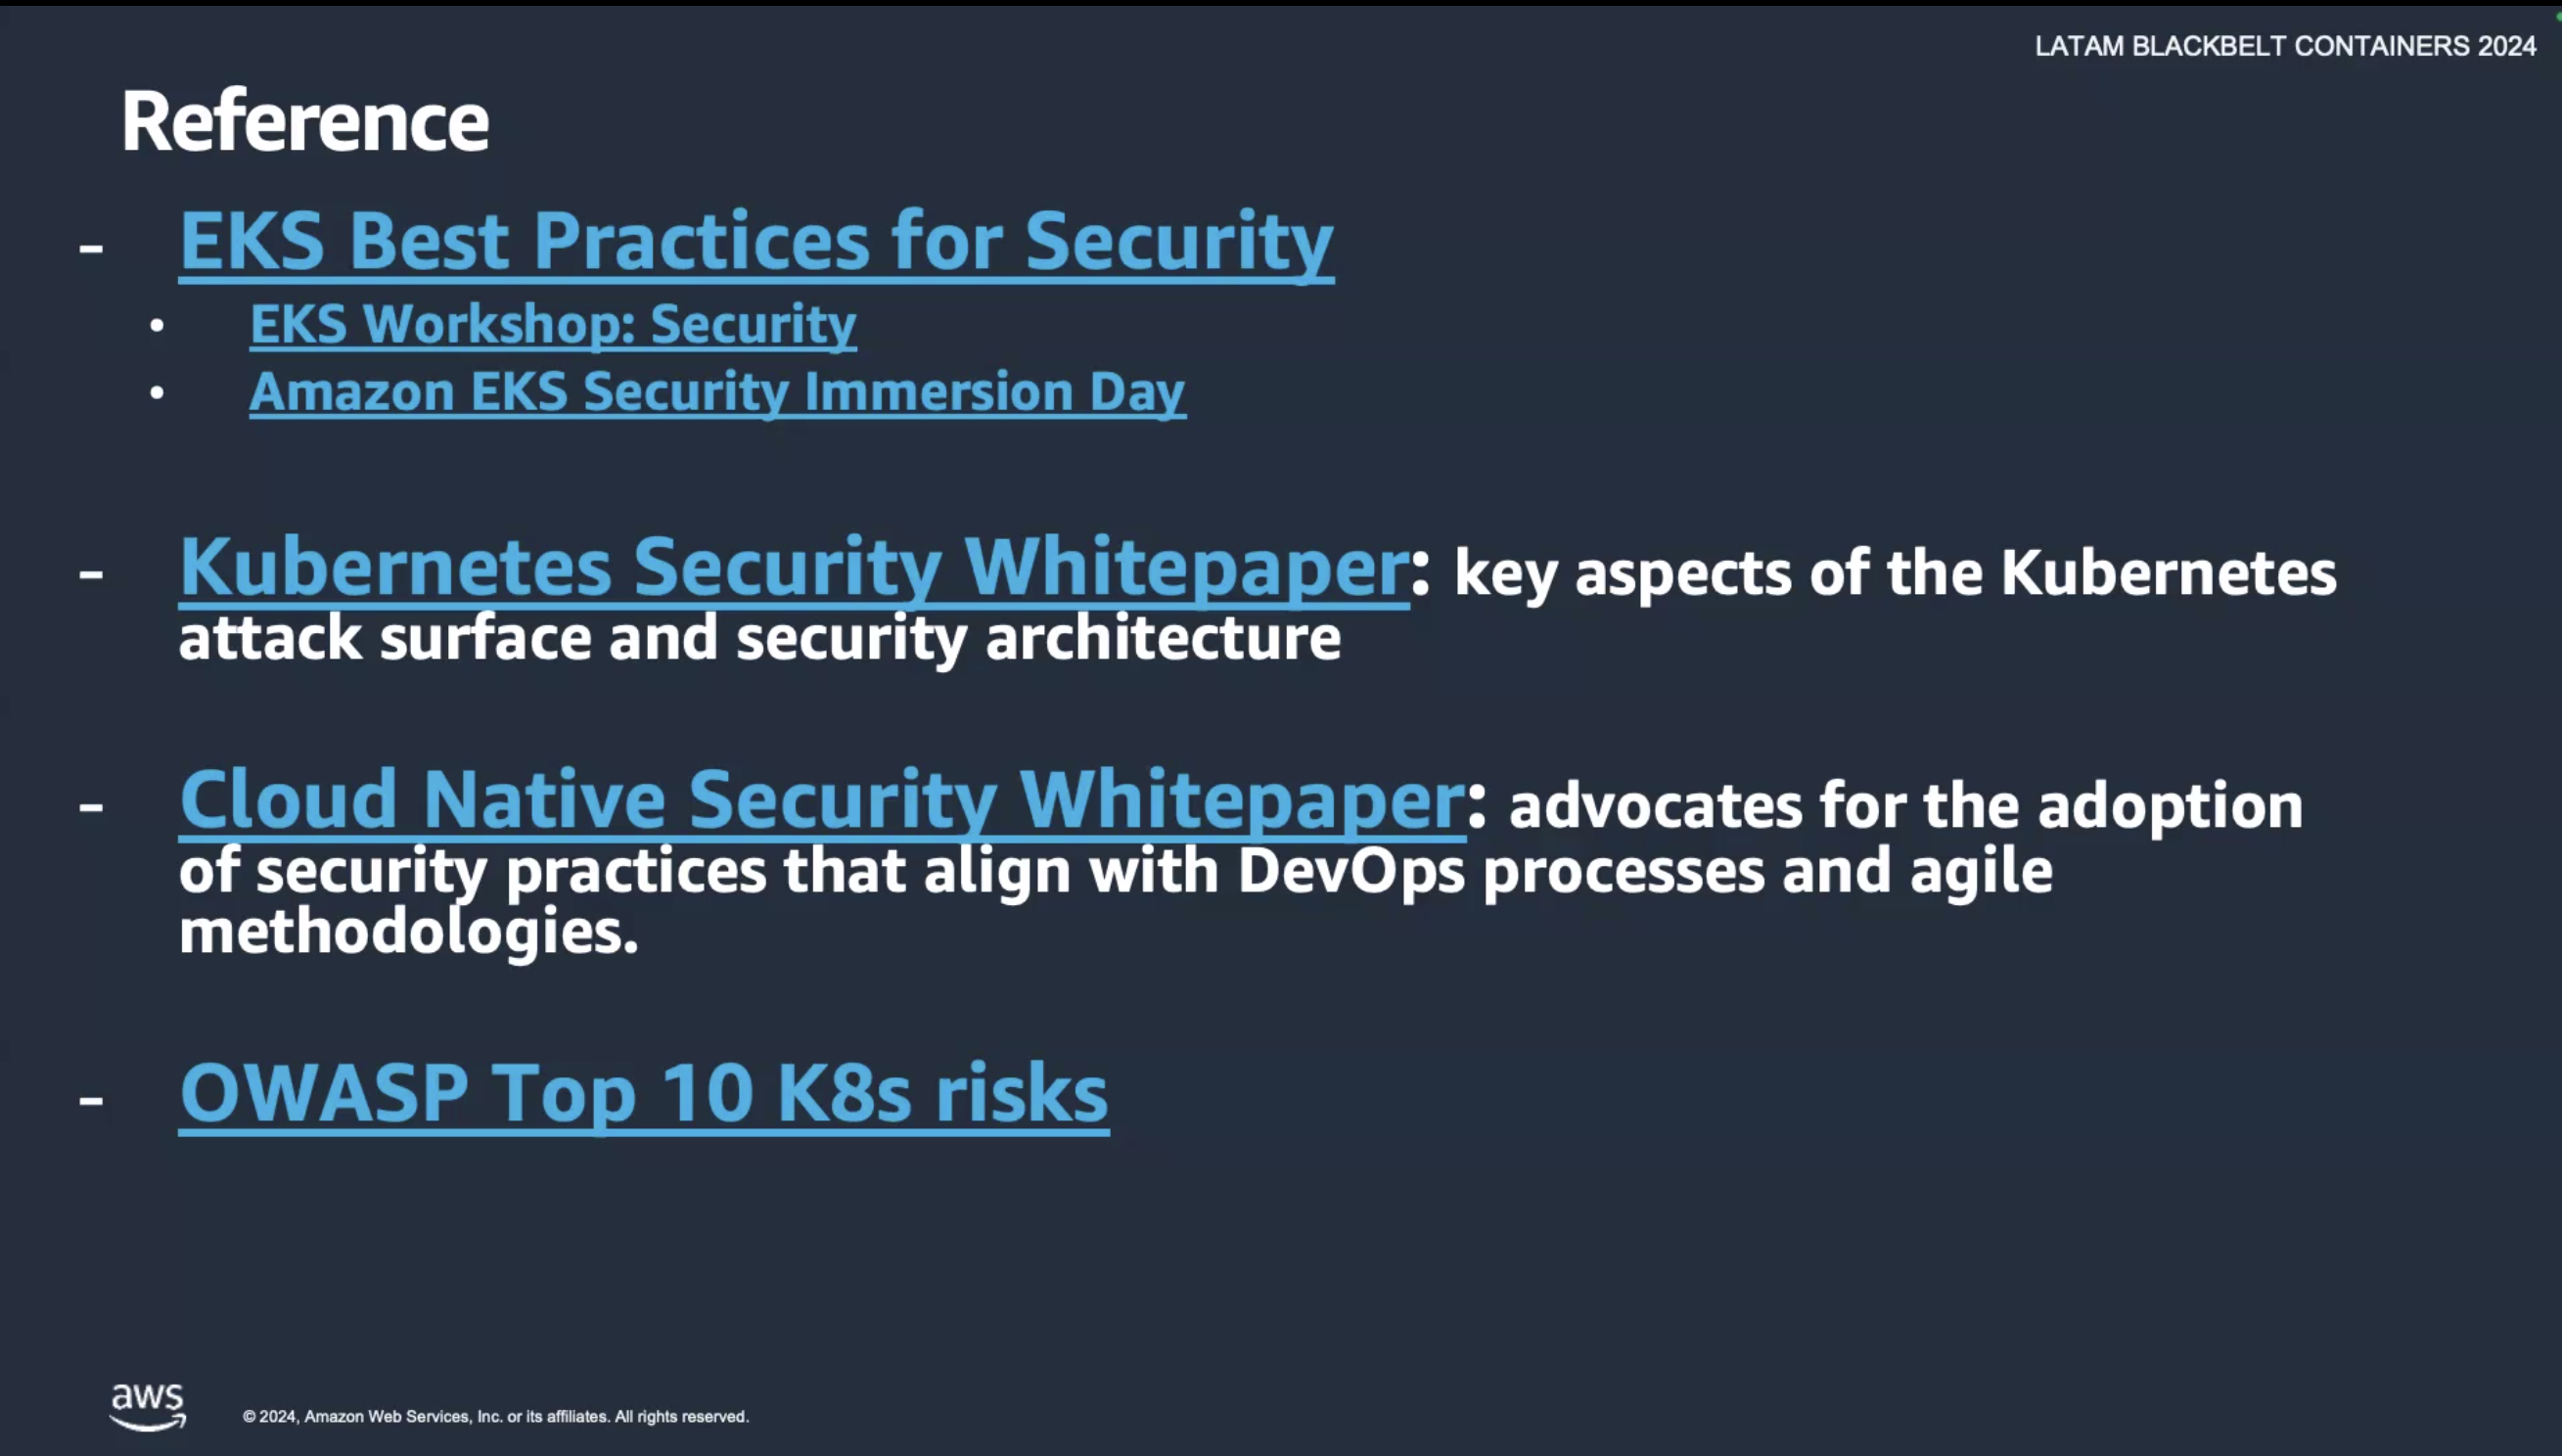 LATAM BLACKBELT CONTAINERS 2024
Reference
- EKS Best Practices for Security
• EKS Workshop: Security
• Amazon EKS Security Immersion Day
- Kubernetes Security Whitepaper: key aspects of the Kubernetes
attack surface and security architecture
- Cloud Native Security Whitepaper: advocates for the adoption
of security practices that align with DevOps processes and agile
methodologies.
- OWASP Top 10 K8s risks
aws
© 2024, Amazon Web Services, Inc. or its affiliates. All rights reserved.